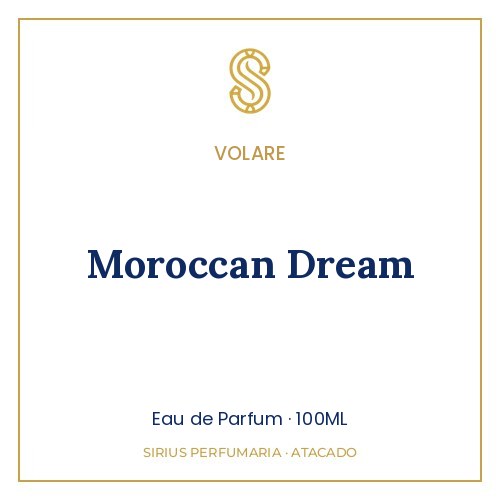 VOLARE
Moroccan Dream
Eau de Parfum · 100ML
SIRIUS PERFUMARIA · ATACADO